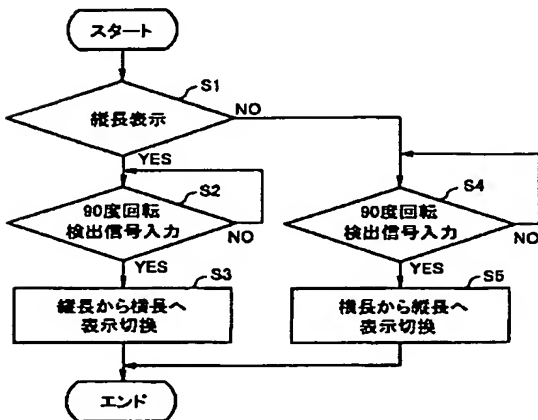 スタート
S1
縦長表示
NO
YES
S2
90度回転
検出信号入力
NO
YES
S3
縦長から横長へ
表示切換
S4
90度回転
検出信号入力
NO
YES
S5
横長から縦長へ
表示切換
エンド